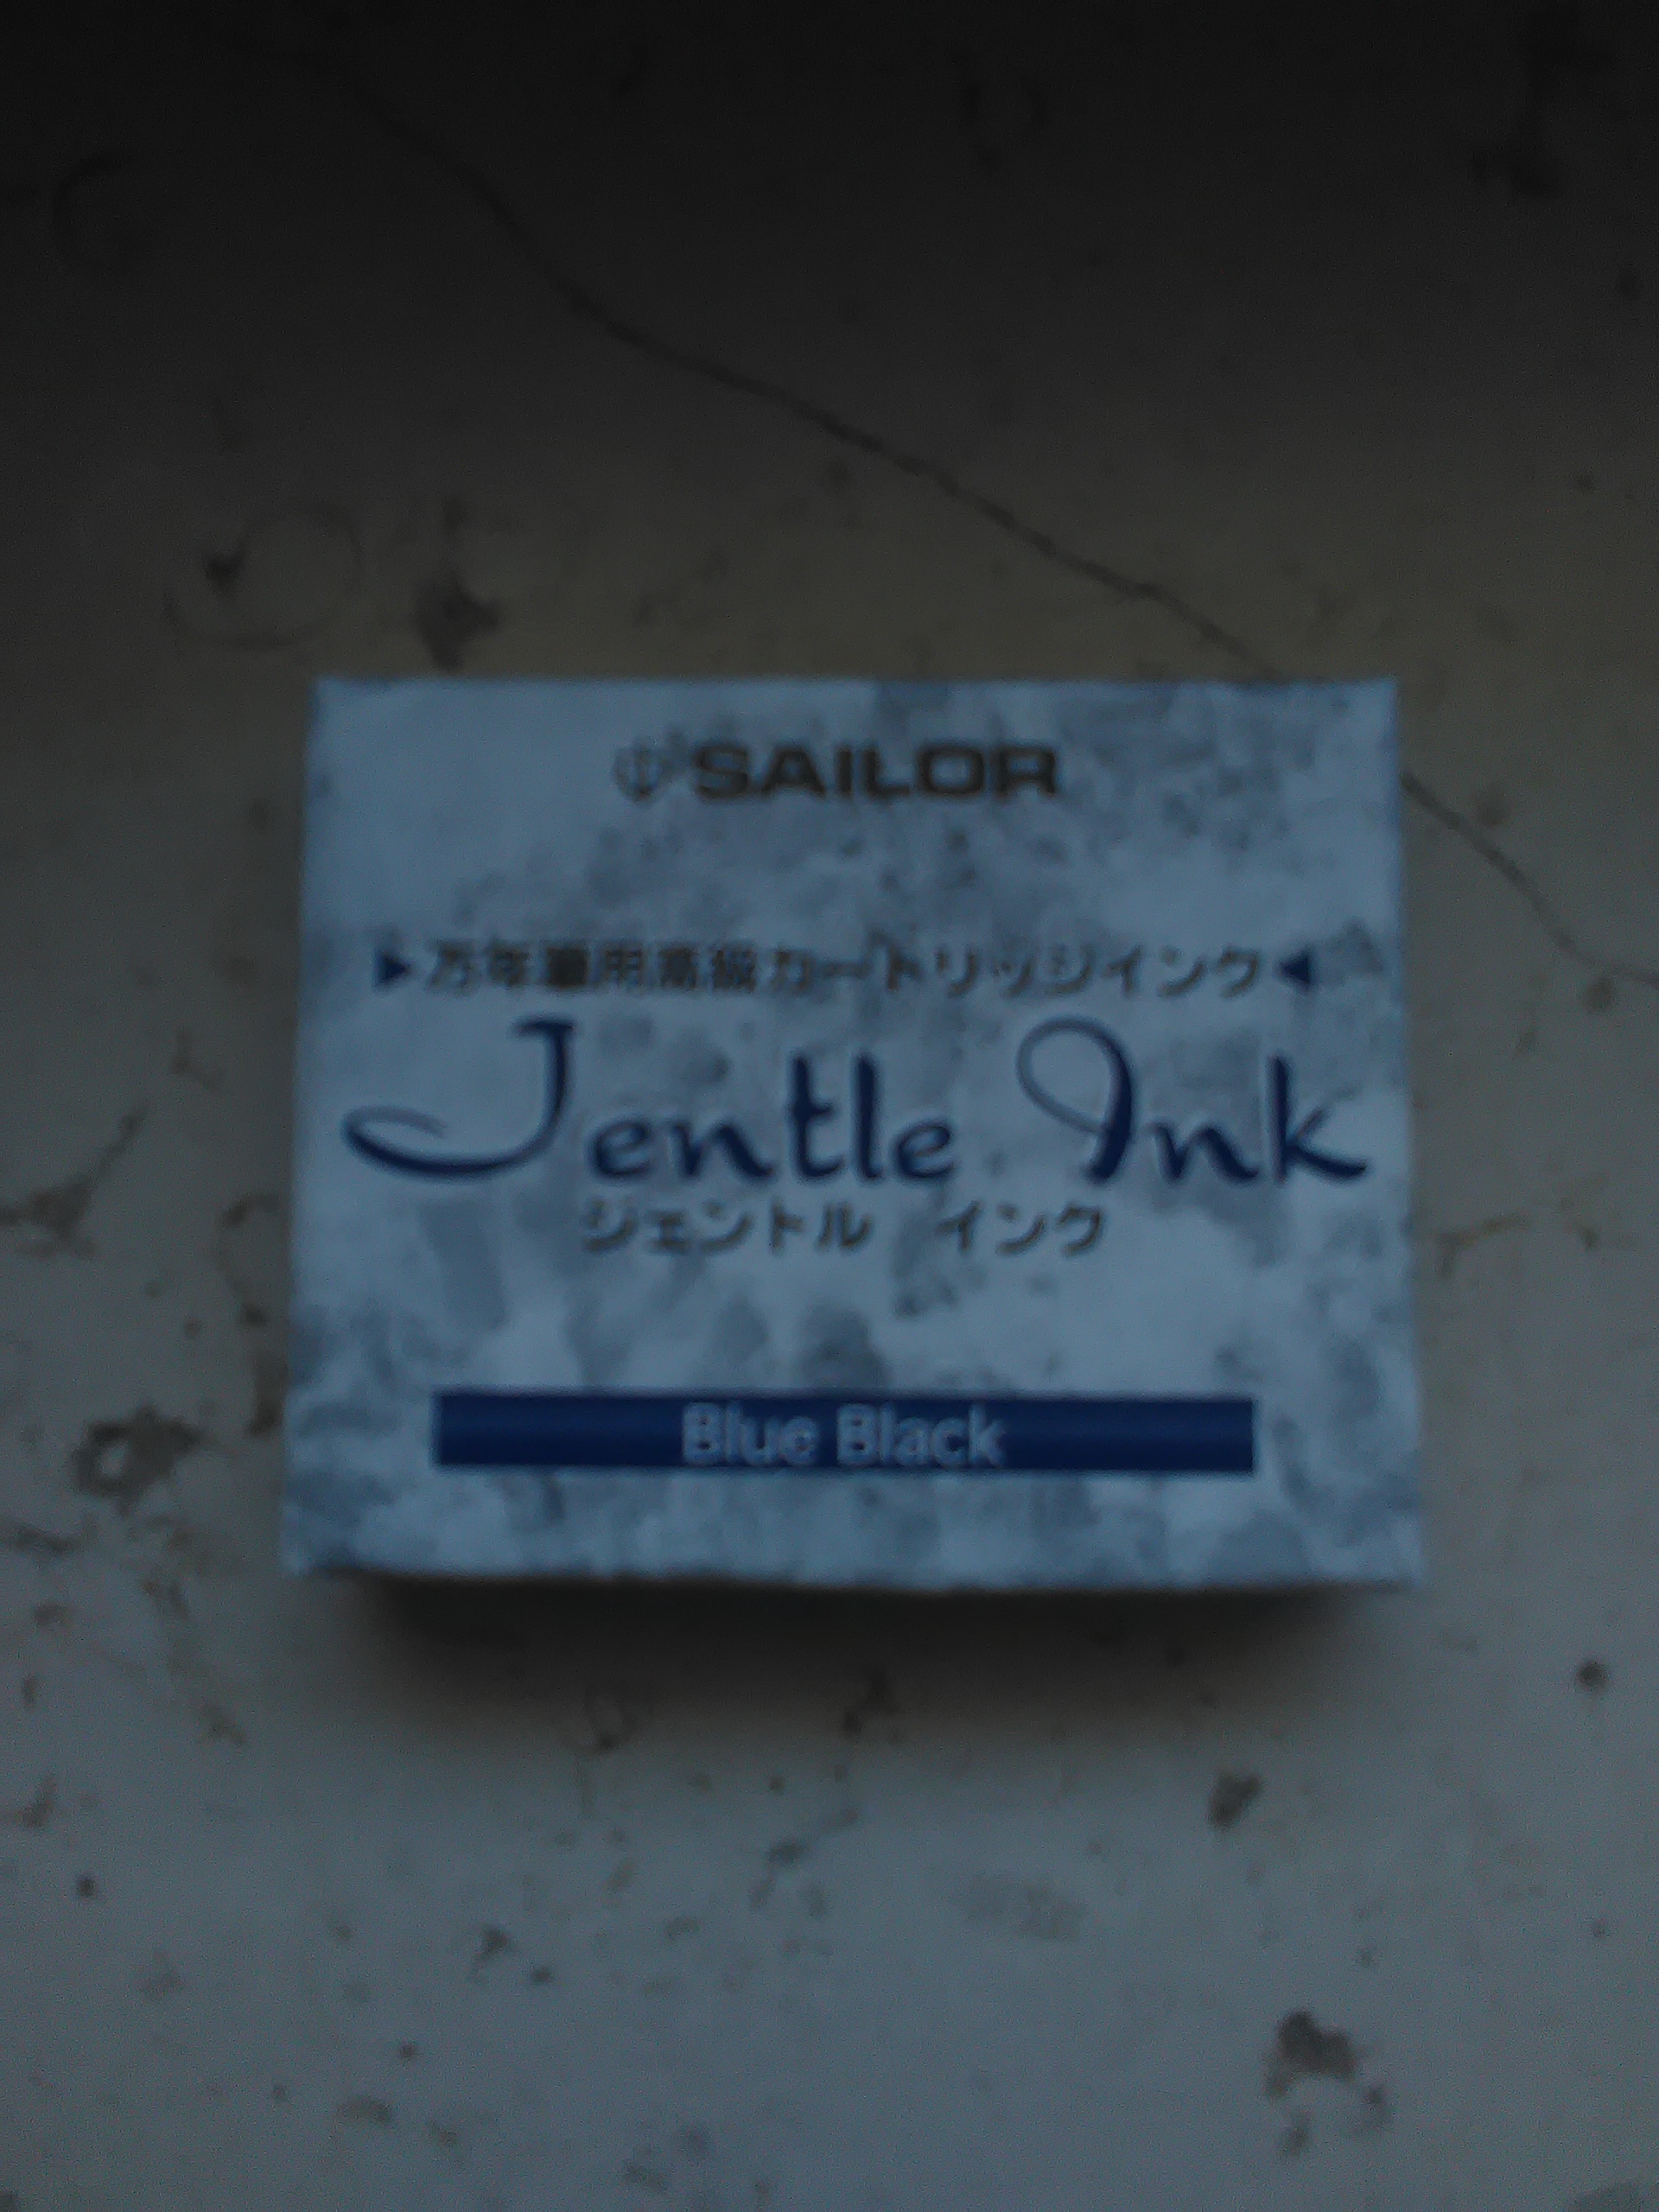 SAILOR
▶万年筆用高級カートリッジインク◀
Jentle Ink
ジェントル インク
Blue Black